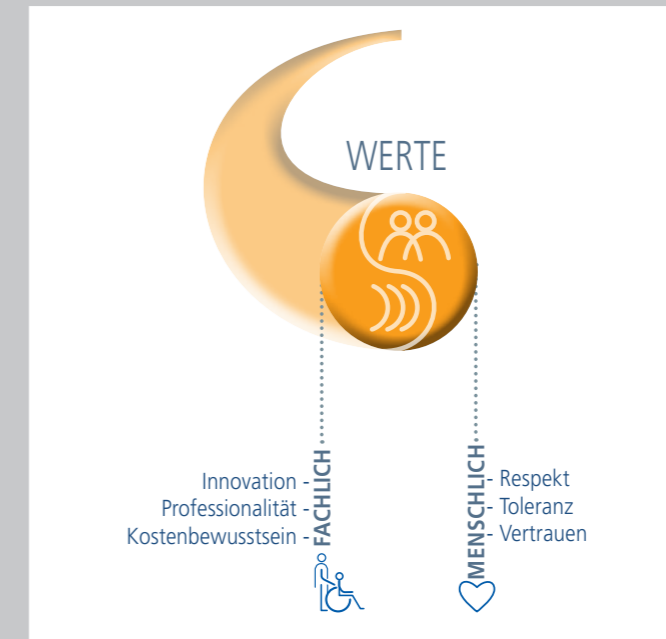 WERTE
FACHLICH
Innovation -
Professionalität -
Kostenbewusstsein -
MENSCHLICH
- Respekt
- Toleranz
- Vertrauen